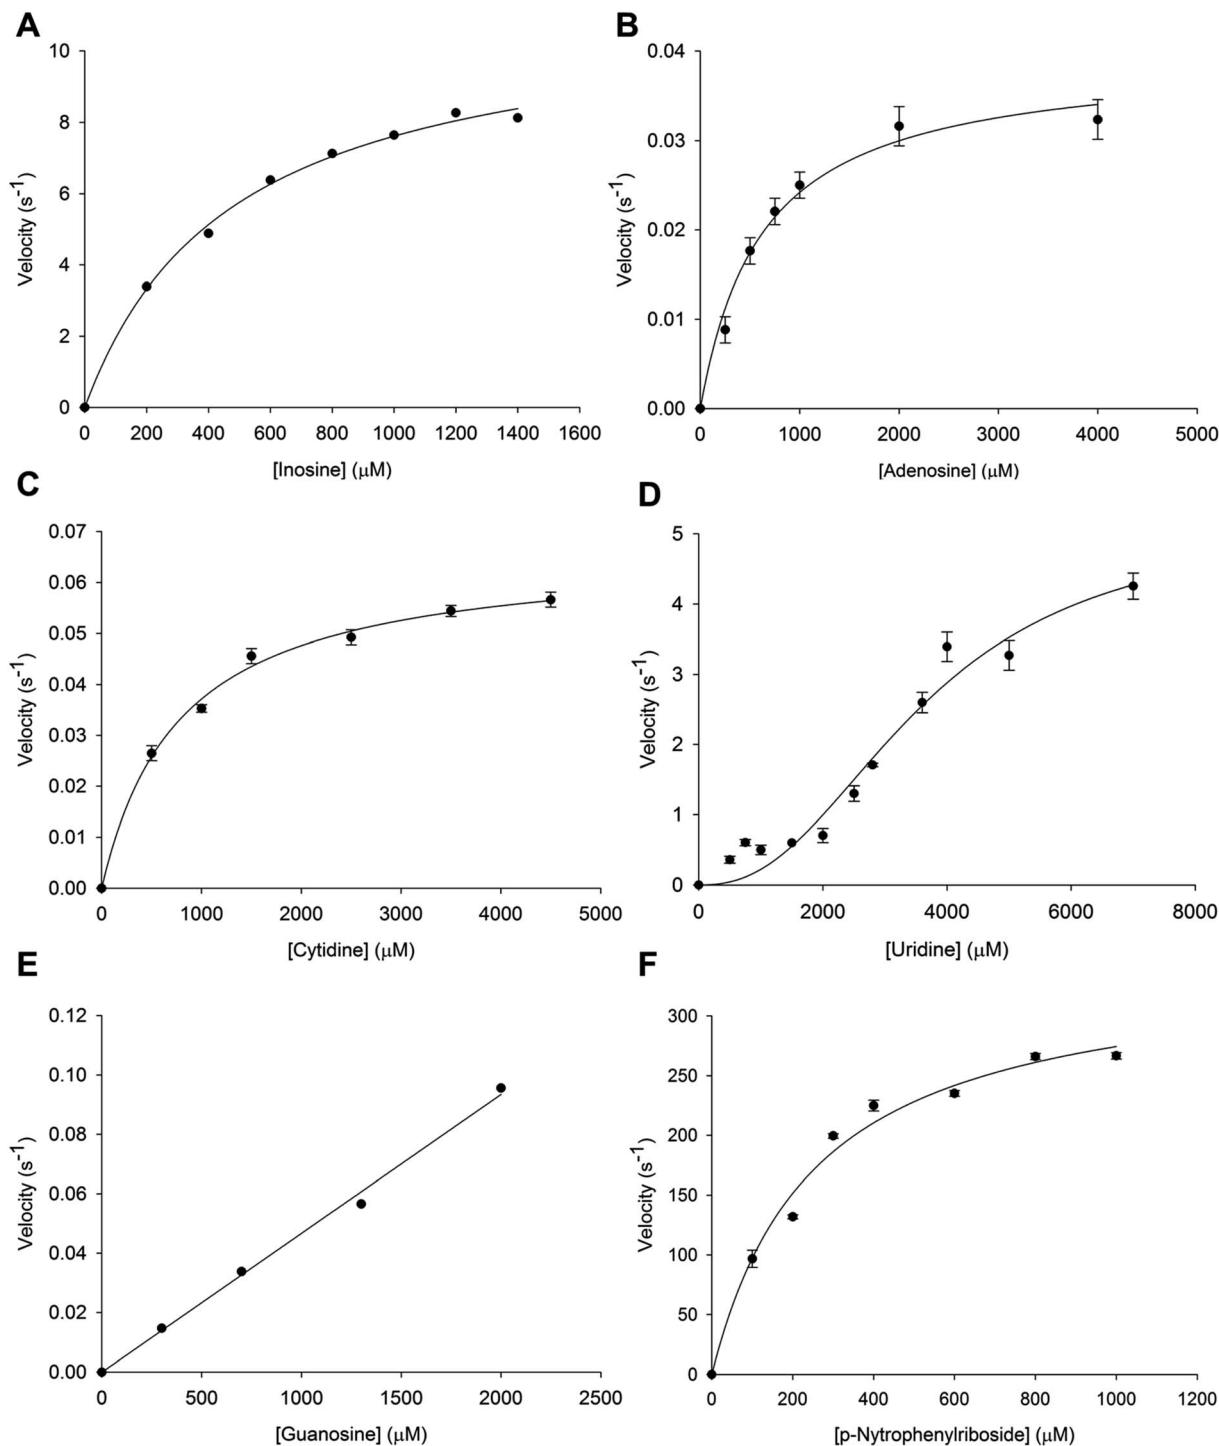 A
10
8
6
4
2
0
Velocity (s-1)
0 200 400 600 800 1000 1200 1400 1600
[Inosine] (μM)
B
0.04
0.03
0.02
0.01
0.00
Velocity (s-1)
0 1000 2000 3000 4000 5000
[Adenosine] (μM)
C
0.07
0.06
0.05
0.04
0.03
0.02
0.01
0.00
Velocity (s-1)
0 1000 2000 3000 4000 5000
[Cytidine] (μM)
D
5
4
3
2
1
0
Velocity (s-1)
0 2000 4000 6000 8000
[Uridine] (μM)
E
0.12
0.10
0.08
0.06
0.04
0.02
0.00
Velocity (s-1)
0 500 1000 1500 2000 2500
[Guanosine] (μM)
F
300
250
200
150
100
50
0
Velocity (s-1)
0 200 400 600 800 1000 1200
[p-Nytrophenylriboside] (μM)